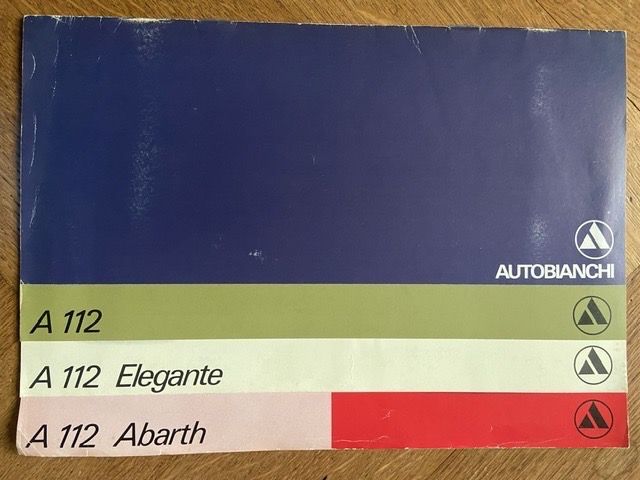 AUTOBIANCHI
A 112
A 112 Elegante
A 112 Abarth